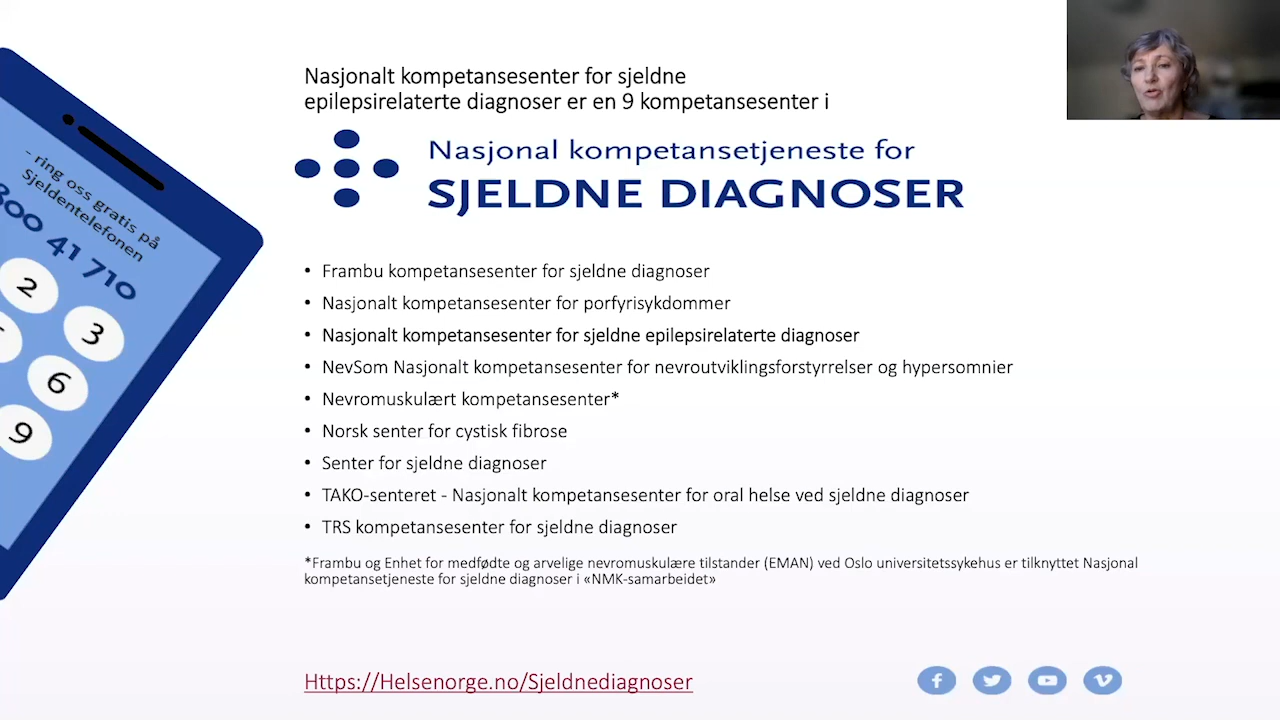 Nasjonalt kompetansesenter for sjeldne
epilepsirelaterte diagnoser er en 9 kompetansesenter i
Nasjonal kompetansetjeneste for
SJELDNE DIAGNOSER
- ring oss gratis på
Sjeldentelefonen
800 41 710
2
3
6
9
• Frambu kompetansesenter for sjeldne diagnoser
• Nasjonalt kompetansesenter for porfyrisykdommer
• Nasjonalt kompetansesenter for sjeldne epilepsirelaterte diagnoser
• NevSom Nasjonalt kompetansesenter for nevroutviklingsforstyrrelser og hypersomnier
• Nevromuskulært kompetansesenter*
• Norsk senter for cystisk fibrose
• Senter for sjeldne diagnoser
• TAKO-senteret - Nasjonalt kompetansesenter for oral helse ved sjeldne diagnoser
• TRS kompetansesenter for sjeldne diagnoser
*Frambu og Enhet for medfødte og arvelige nevromuskulære tilstander (EMAN) ved Oslo universitetssykehus er tilknyttet Nasjonal
kompetansetjeneste for sjeldne diagnoser i «NMK-samarbeidet»
Https://Helsenorge.no/Sjeldnediagnoser